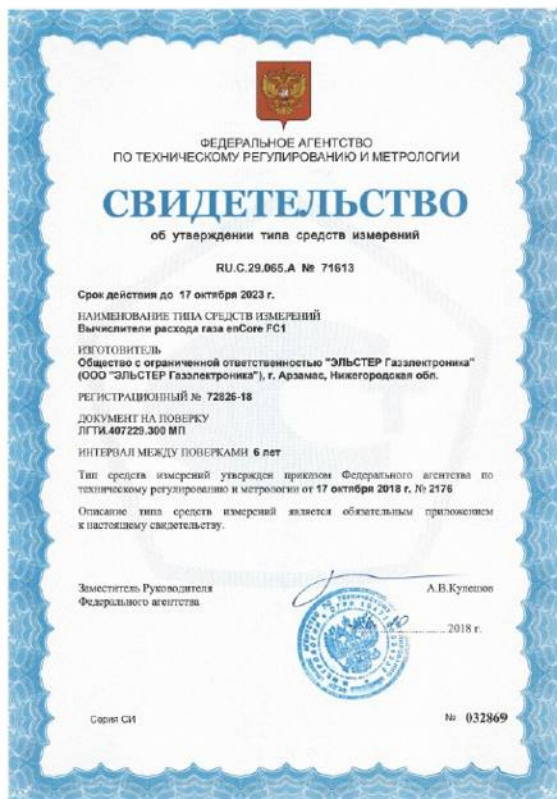 ФЕДЕРАЛЬНОЕ АГЕНТСТВО
ПО ТЕХНИЧЕСКОМУ РЕГУЛИРОВАНИЮ И МЕТРОЛОГИИ
СВИДЕТЕЛЬСТВО
об утверждении типа средств измерений
RU.C.29.065.A № 71613
Срок действия до 17 октября 2023 г.
НАИМЕНОВАНИЕ ТИПА СРЕДСТВ ИЗМЕРЕНИЙ
Вычислители расхода газа enCore FC1
ИЗГОТОВИТЕЛЬ
Общество с ограниченной ответственностью "ЭЛЬСТЕР Газэлектроника"
(ООО "ЭЛЬСТЕР Газэлектроника"), г. Арзамас, Нижегородская обл.
РЕГИСТРАЦИОННЫЙ № 72826-18
ДОКУМЕНТ НА ПОВЕРКУ
ЛГТИ.407229.300 МП
ИНТЕРВАЛ МЕЖДУ ПОВЕРКАМИ 6 лет
Тип средств измерений утвержден приказом Федерального агентства по
техническому регулированию и метрологии от 17 октября 2018 г. № 2176
Описание типа средств измерений является обязательным приложением
к настоящему свидетельству.
Заместитель Руководителя
Федерального агентства
А.В.Кулешов
10
2018 г.
Серия СИ
№ 032869